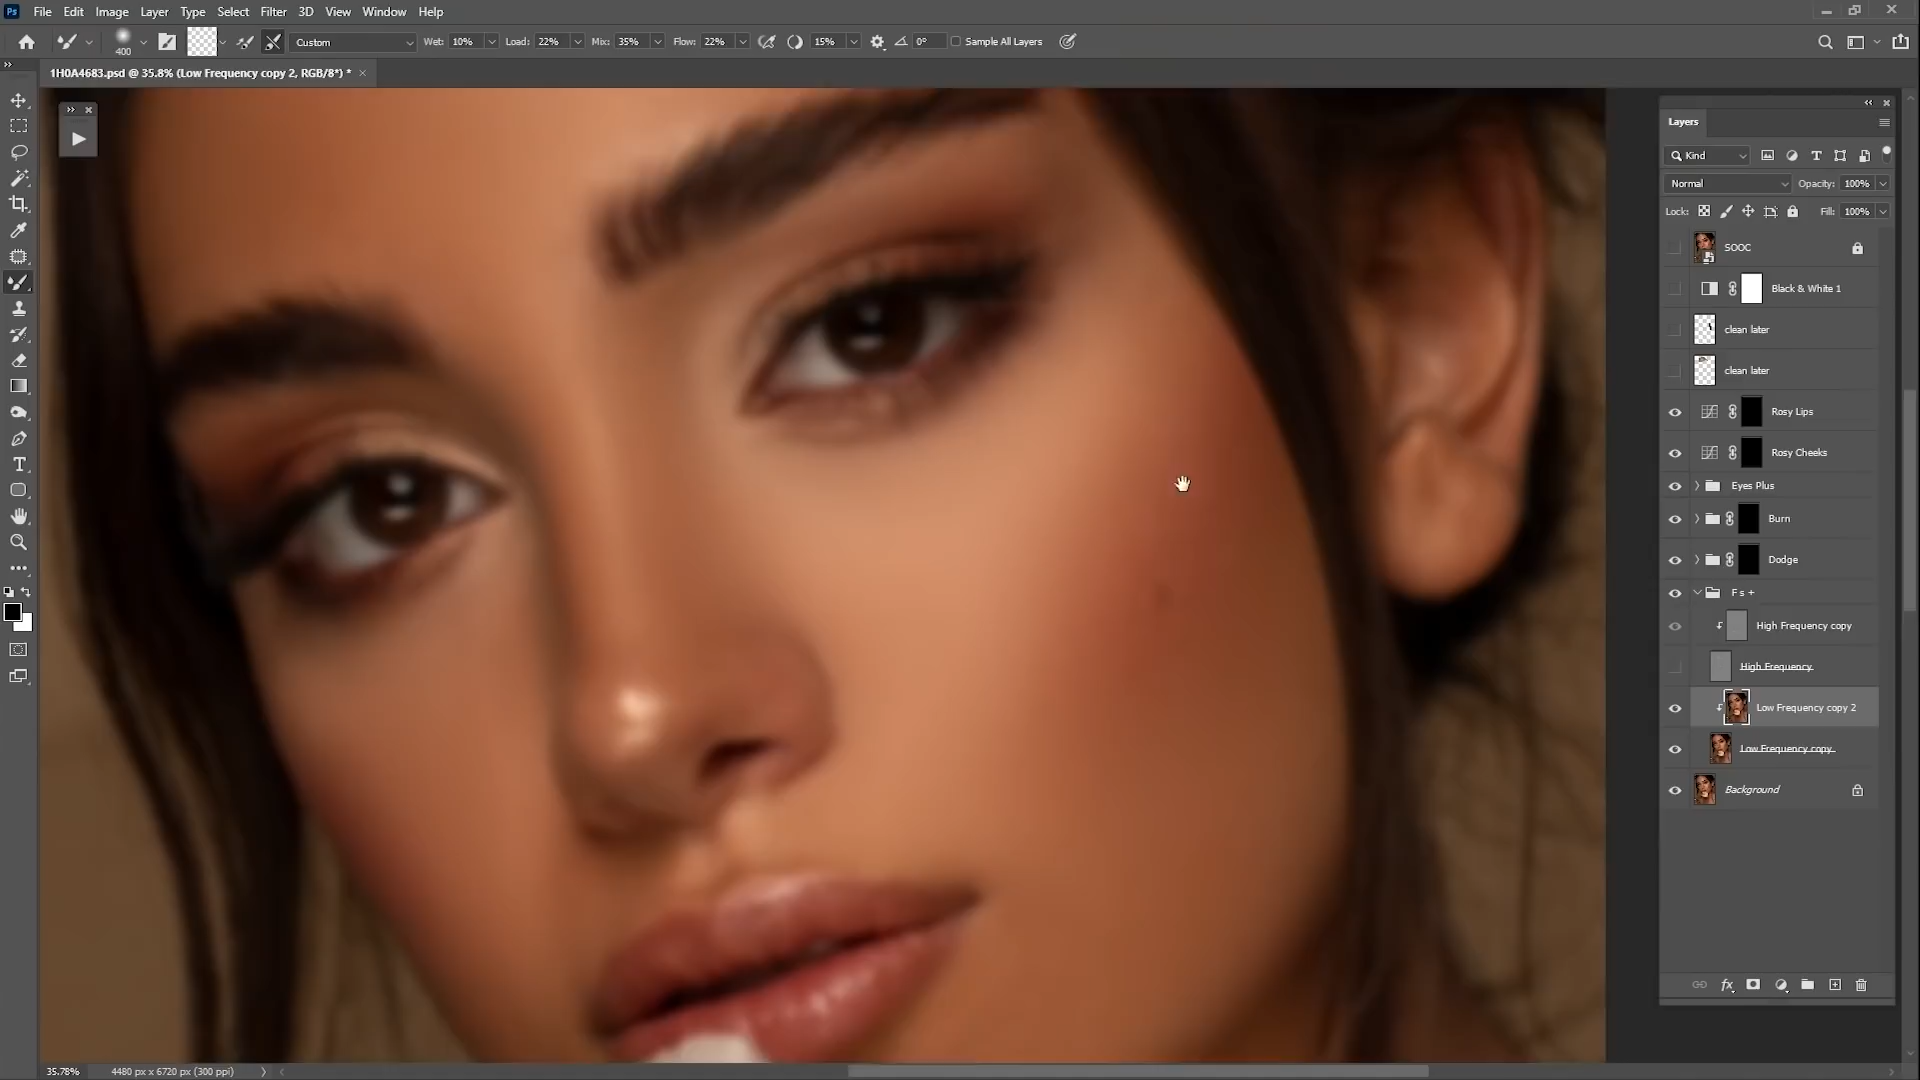 Ps File Edit Image Layer Type Select Filter 3D View Window Help
400 Custom Wet: 10% Load: 22% Mix: 35% Flow: 22% 15% 0° Sample All Layers
1H0A4683.psd @ 35.8% (Low Frequency copy 2, RGB/8*) *
Layers
Kind
Normal Opacity: 100%
Lock: Fill: 100%
SOOC
Black & White 1
clean later
clean later
Rosy Lips
Rosy Cheeks
Eyes Plus
Burn
Dodge
F s +
High Frequency copy
High Frequency
Low Frequency copy 2
Low Frequency copy
Background
fx
35.78% 4480 px x 6720 px (300 ppi)